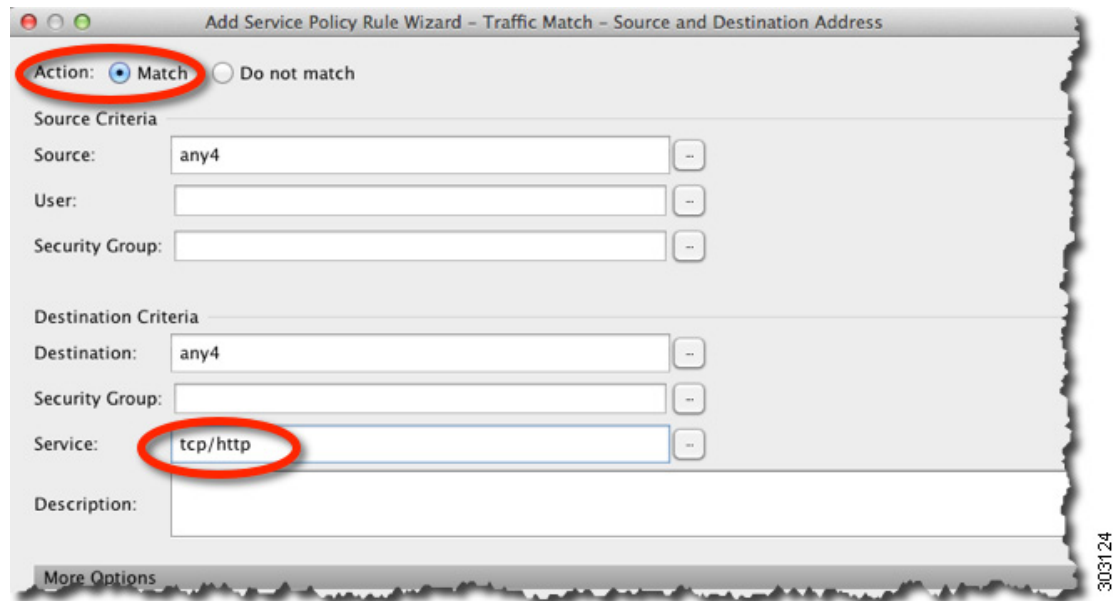 Add Service Policy Rule Wizard – Traffic Match – Source and Destination Address
Action: Match Do not match
Source Criteria
Source: any4 ...
User: ...
Security Group: ...
Destination Criteria
Destination: any4 ...
Security Group: ...
Service: tcp/http ...
Description:
More Options
303124